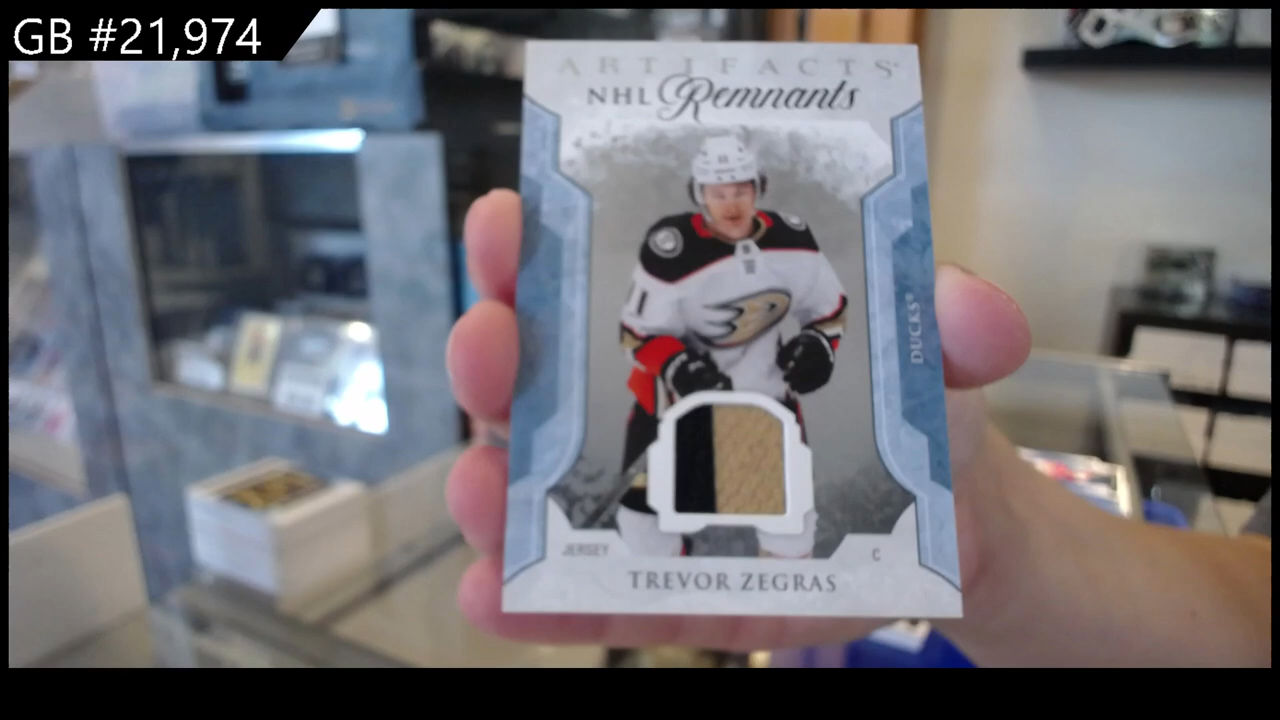 GB #21,974
ARTIFACTS
NHL Remnants
DUCKS
JERSEY
C
TREVOR ZEGRAS